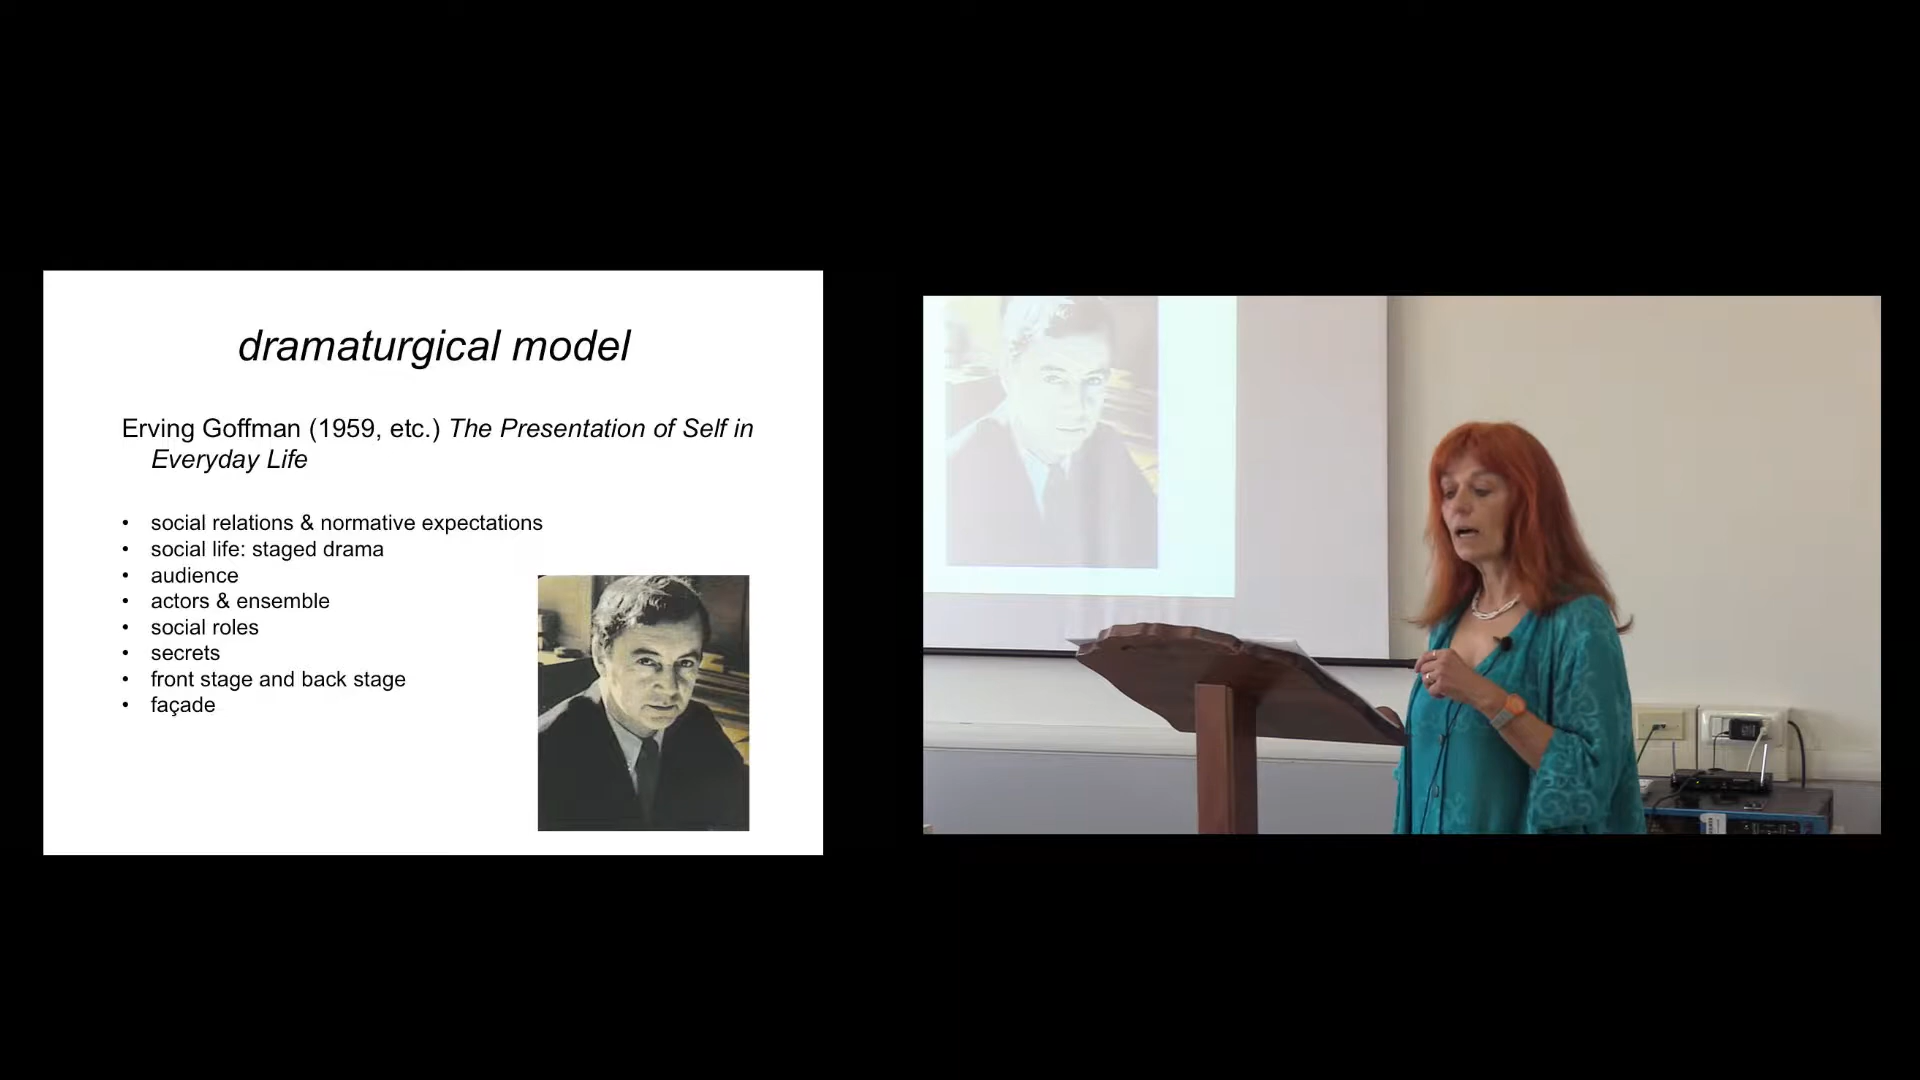 dramaturgical model
Erving Goffman (1959, etc.) The Presentation of Self in
Everyday Life
• social relations & normative expectations
• social life: staged drama
• audience
• actors & ensemble
• social roles
• secrets
• front stage and back stage
• façade